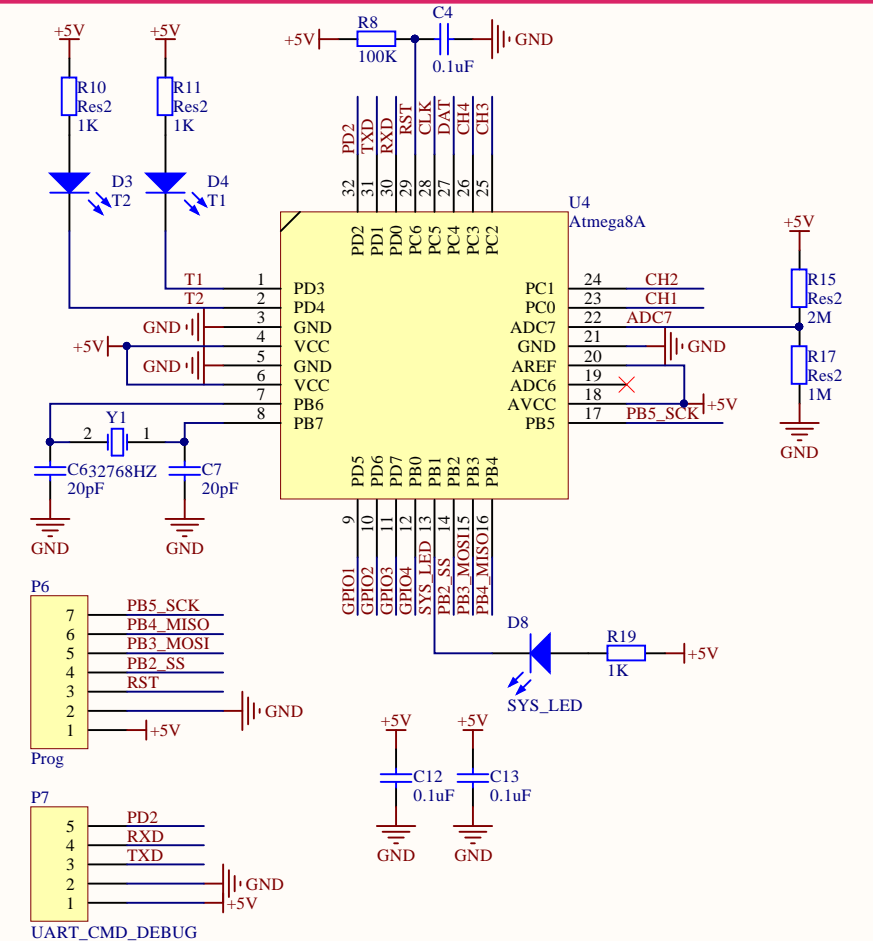 +5V
+5V
R10
Res2
1K
R11
Res2
1K
D3
T2
D4
T1
+5V
R8
100K
C4
0.1uF
GND
PD2
TXD
RXD
RST
CLK
DAT
CH4
CH3
32
31
30
29
28
27
26
25
U4
Atmega8A
PD2
PD1
PD0
PC6
PC5
PC4
PC3
PC2
T1
1
PD3
T2
2
PD4
GND
3
GND
+5V
4
VCC
GND
5
GND
6
VCC
7
PB6
8
PB7
PC1
24
CH2
PC0
23
CH1
ADC7
22
ADC7
GND
21
GND
AREF
20
ADC6
19
AVCC
18
+5V
PB5
17
PB5_SCK
+5V
R15
Res2
2M
R17
Res2
1M
GND
Y1
2
1
C6
32768HZ
20pF
C7
20pF
GND
GND
PD5
PD6
PD7
PB0
PB1
PB2
PB3
PB4
9
10
11
12
13
14
15
16
GPIO1
GPIO2
GPIO3
GPIO4
SYS_LED
PB2_SS
PB3_MOSI
PB4_MISO
D8
SYS_LED
R19
1K
+5V
P6
7
PB5_SCK
6
PB4_MISO
5
PB3_MOSI
4
PB2_SS
3
RST
2
GND
1
+5V
Prog
+5V
C12
0.1uF
GND
+5V
C13
0.1uF
GND
P7
5
PD2
4
RXD
3
TXD
2
GND
1
+5V
UART_CMD_DEBUG